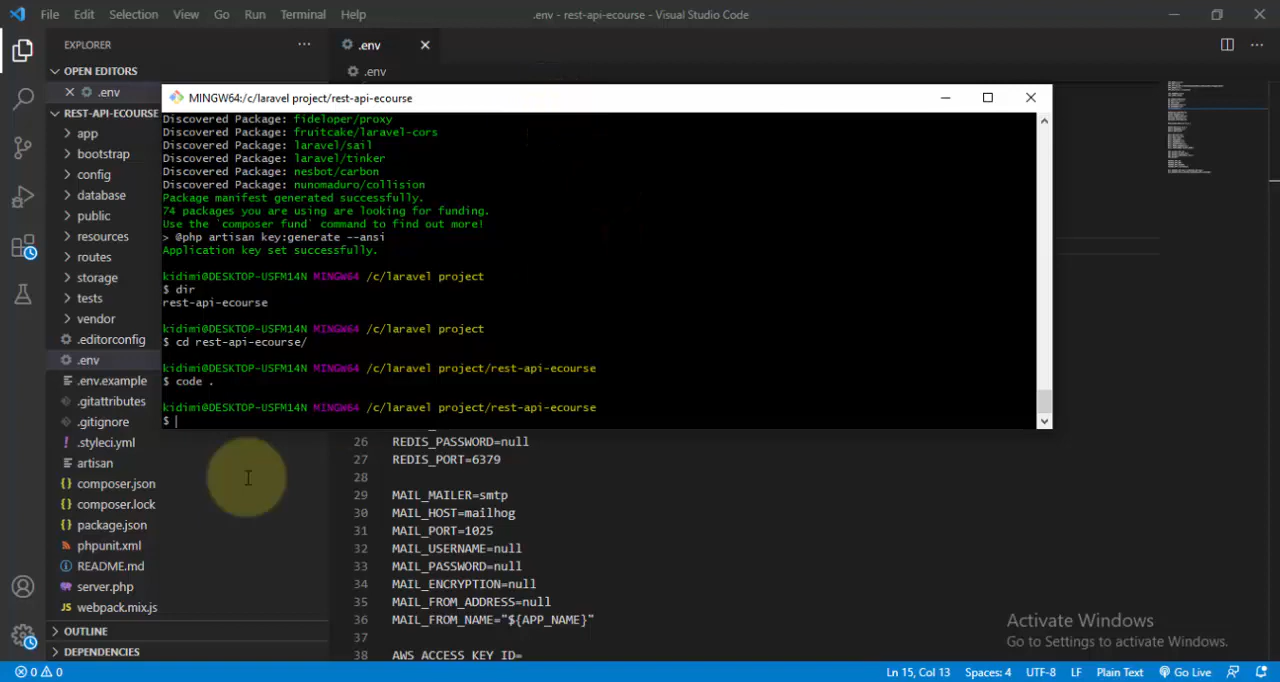 File Edit Selection View Go Run Terminal Help
.env - rest-api-ecourse - Visual Studio Code
EXPLORER
.env
OPEN EDITORS
.env
.env
REST-API-ECOURSE
app
bootstrap
config
database
public
resources
routes
storage
tests
vendor
.editorconfig
.env
.env.example
.gitattributes
.gitignore
.styleci.yml
artisan
composer.json
composer.lock
package.json
phpunit.xml
README.md
server.php
webpack.mix.js
OUTLINE
DEPENDENCIES
MINGW64:/c/laravel project/rest-api-ecourse
Discovered Package: fideloper/proxy
Discovered Package: fruitcake/laravel-cors
Discovered Package: laravel/sail
Discovered Package: laravel/tinker
Discovered Package: nesbot/carbon
Discovered Package: nunomaduro/collision
Package manifest generated successfully.
74 packages you are using are looking for funding.
Use the `composer fund` command to find out more!
> @php artisan key:generate --ansi
Application key set successfully.
kidimi@DESKTOP-USFM14N MINGW64 /c/laravel project
$ dir
rest-api-ecourse
kidimi@DESKTOP-USFM14N MINGW64 /c/laravel project
$ cd rest-api-ecourse/
kidimi@DESKTOP-USFM14N MINGW64 /c/laravel project/rest-api-ecourse
$ code .
kidimi@DESKTOP-USFM14N MINGW64 /c/laravel project/rest-api-ecourse
$
26 REDIS_PASSWORD=null
27 REDIS_PORT=6379
28
29 MAIL_MAILER=smtp
30 MAIL_HOST=mailhog
31 MAIL_PORT=1025
32 MAIL_USERNAME=null
33 MAIL_PASSWORD=null
34 MAIL_ENCRYPTION=null
35 MAIL_FROM_ADDRESS=null
36 MAIL_FROM_NAME="${APP_NAME}"
37
38 AWS_ACCESS_KEY_ID=
Activate Windows
Go to Settings to activate Windows.
0 0
Ln 15, Col 13 Spaces: 4 UTF-8 LF Plain Text Go Live